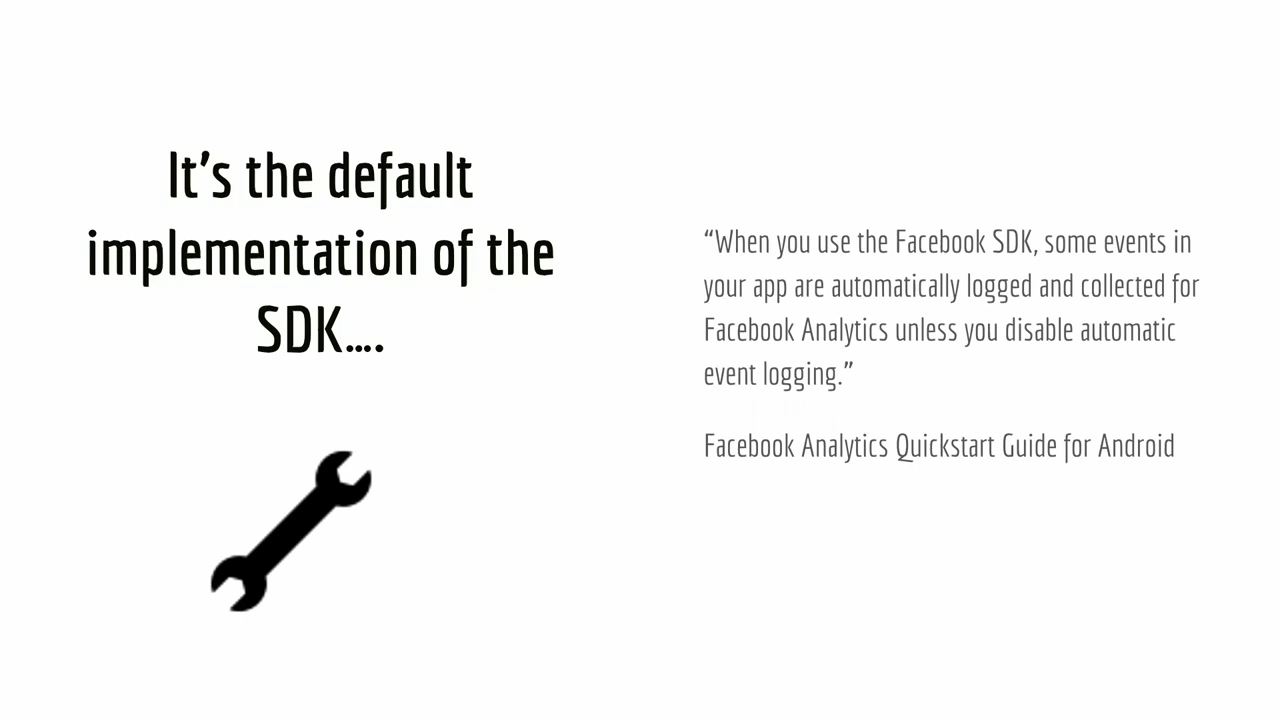 It’s the default
implementation of the
SDK....
“When you use the Facebook SDK, some events in
your app are automatically logged and collected for
Facebook Analytics unless you disable automatic
event logging.”
Facebook Analytics Quickstart Guide for Android